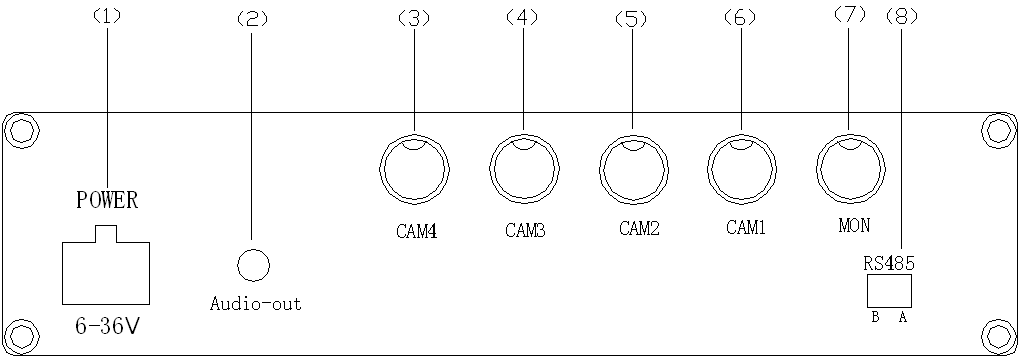 (1) (2) (3) (4) (5) (6) (7) (8)
POWER
CAM4 CAM3 CAM2 CAM1 MON
RS485
Audio-out
6-36V
B A